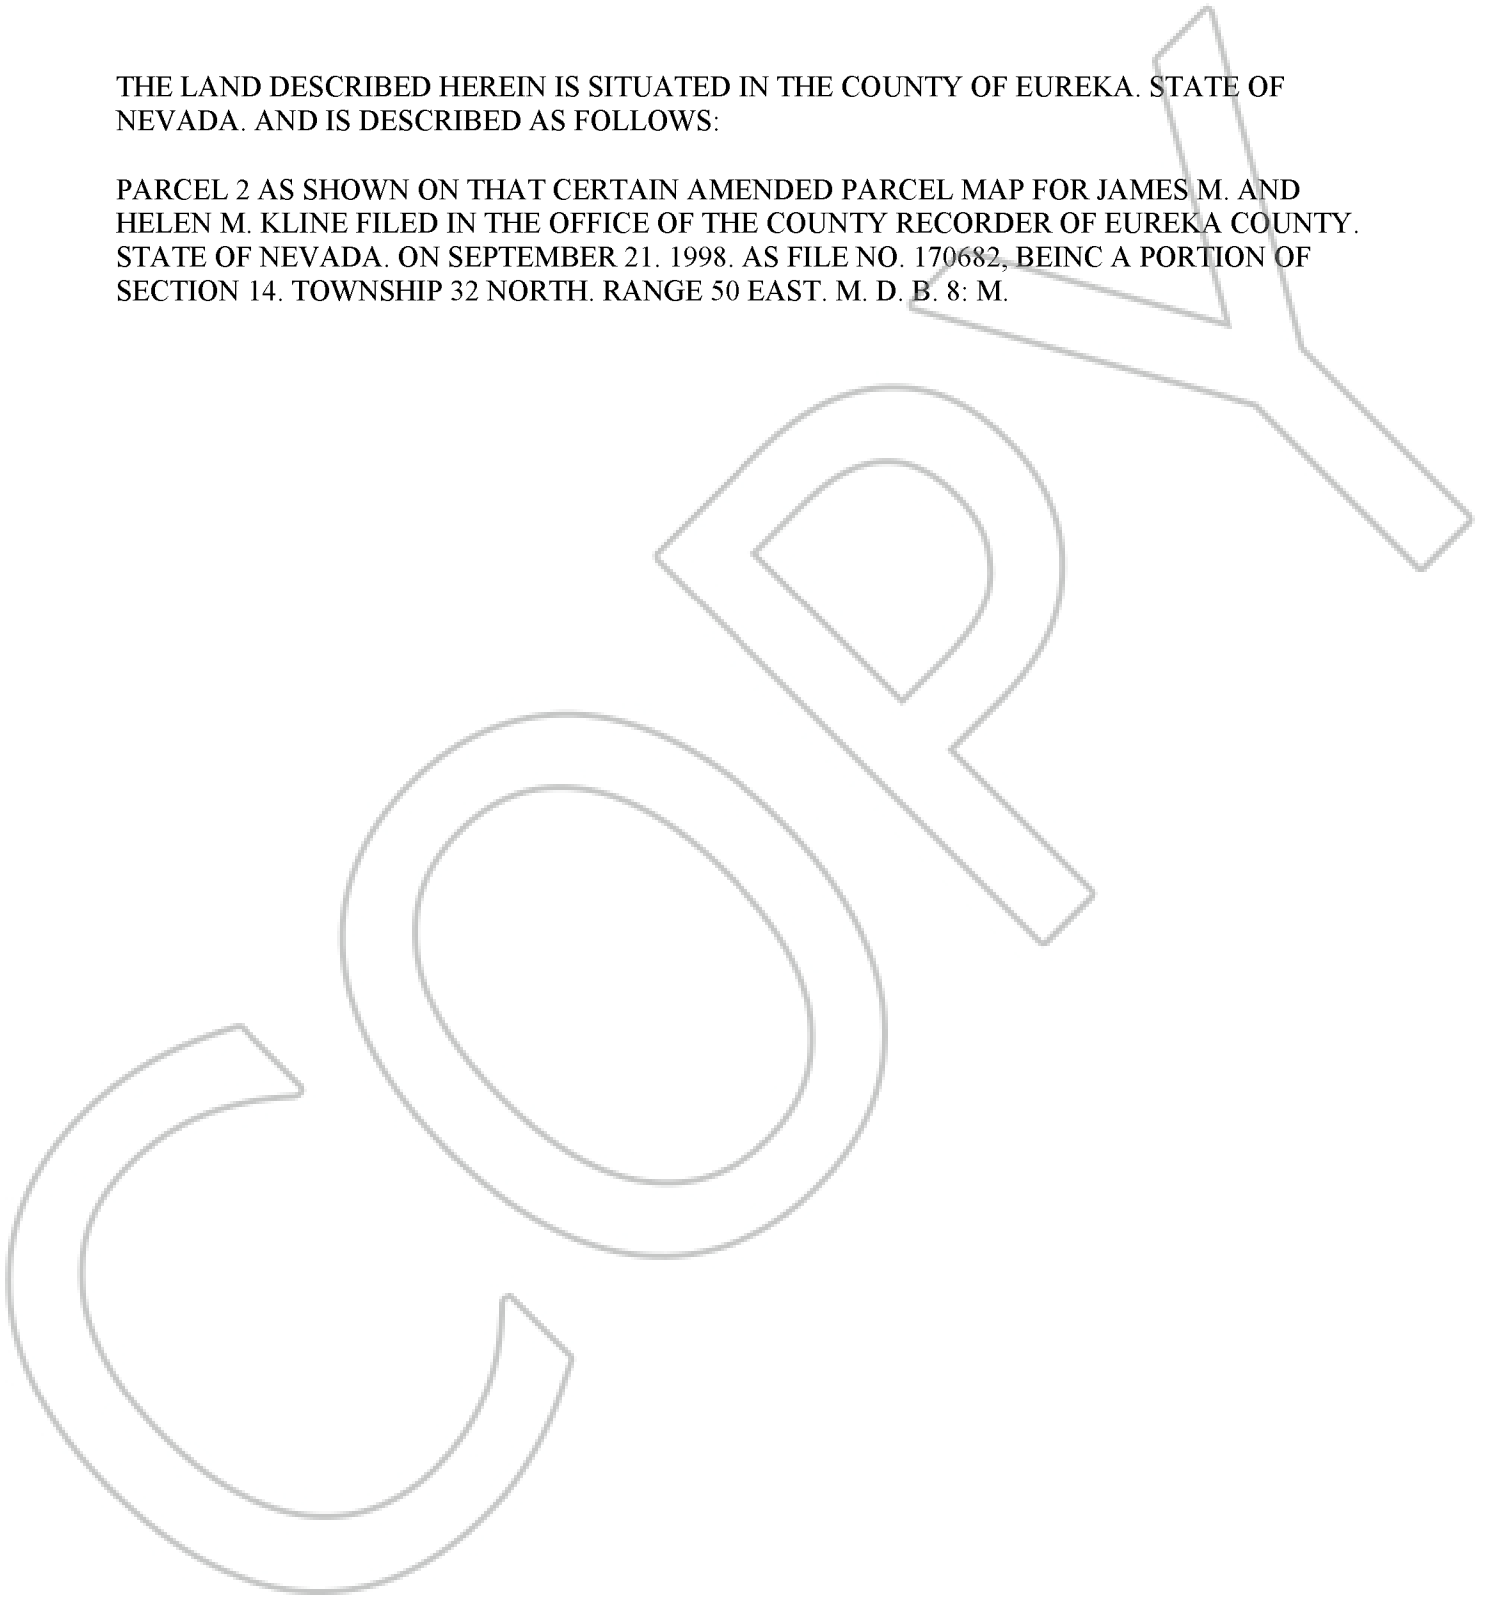 THE LAND DESCRIBED HEREIN IS SITUATED IN THE COUNTY OF EUREKA. STATE OF
NEVADA. AND IS DESCRIBED AS FOLLOWS:
PARCEL 2 AS SHOWN ON THAT CERTAIN AMENDED PARCEL MAP FOR JAMES M. AND
HELEN M. KLINE FILED IN THE OFFICE OF THE COUNTY RECORDER OF EUREKA COUNTY.
STATE OF NEVADA. ON SEPTEMBER 21. 1998. AS FILE NO. 170682, BEINC A PORTION OF
SECTION 14. TOWNSHIP 32 NORTH. RANGE 50 EAST. M. D. B. 8: M.
COPY